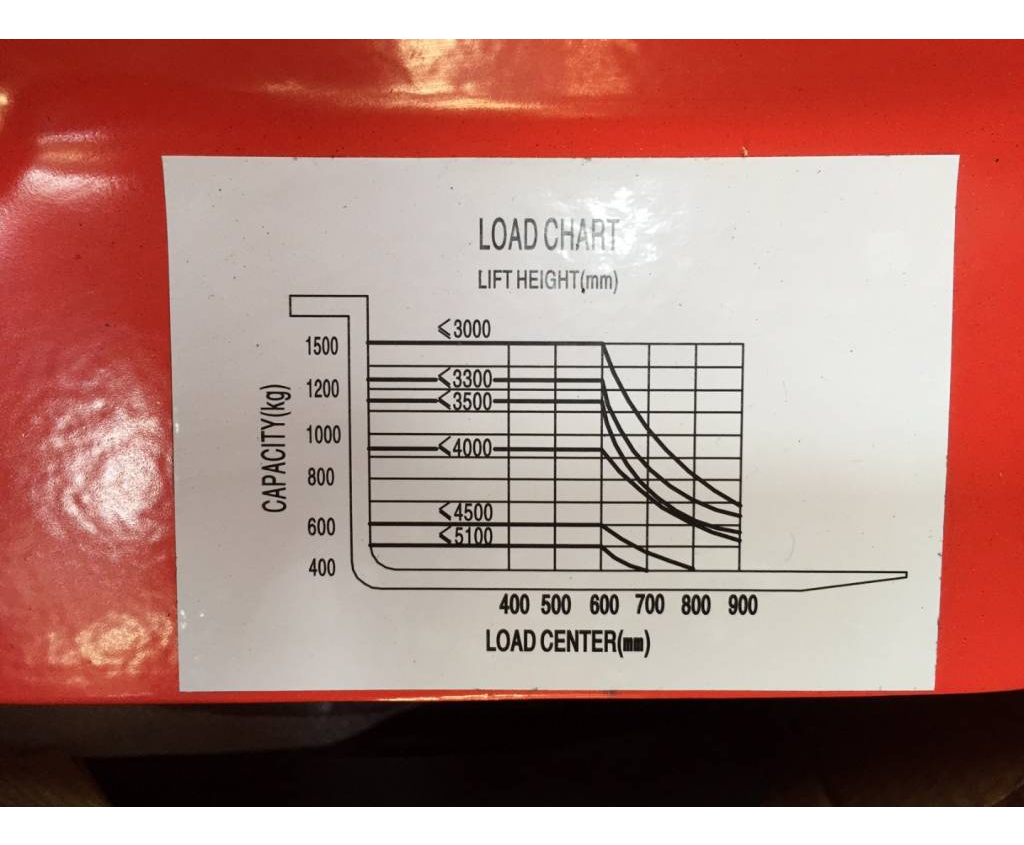 LOAD CHART
LIFT HEIGHT(mm)
⩽3000
1500
⩽3300
1200
⩽3500
1000
⩽4000
CAPACITY(kg)
800
⩽4500
600
⩽5100
400
400 500 600 700 800 900
LOAD CENTER(mm)